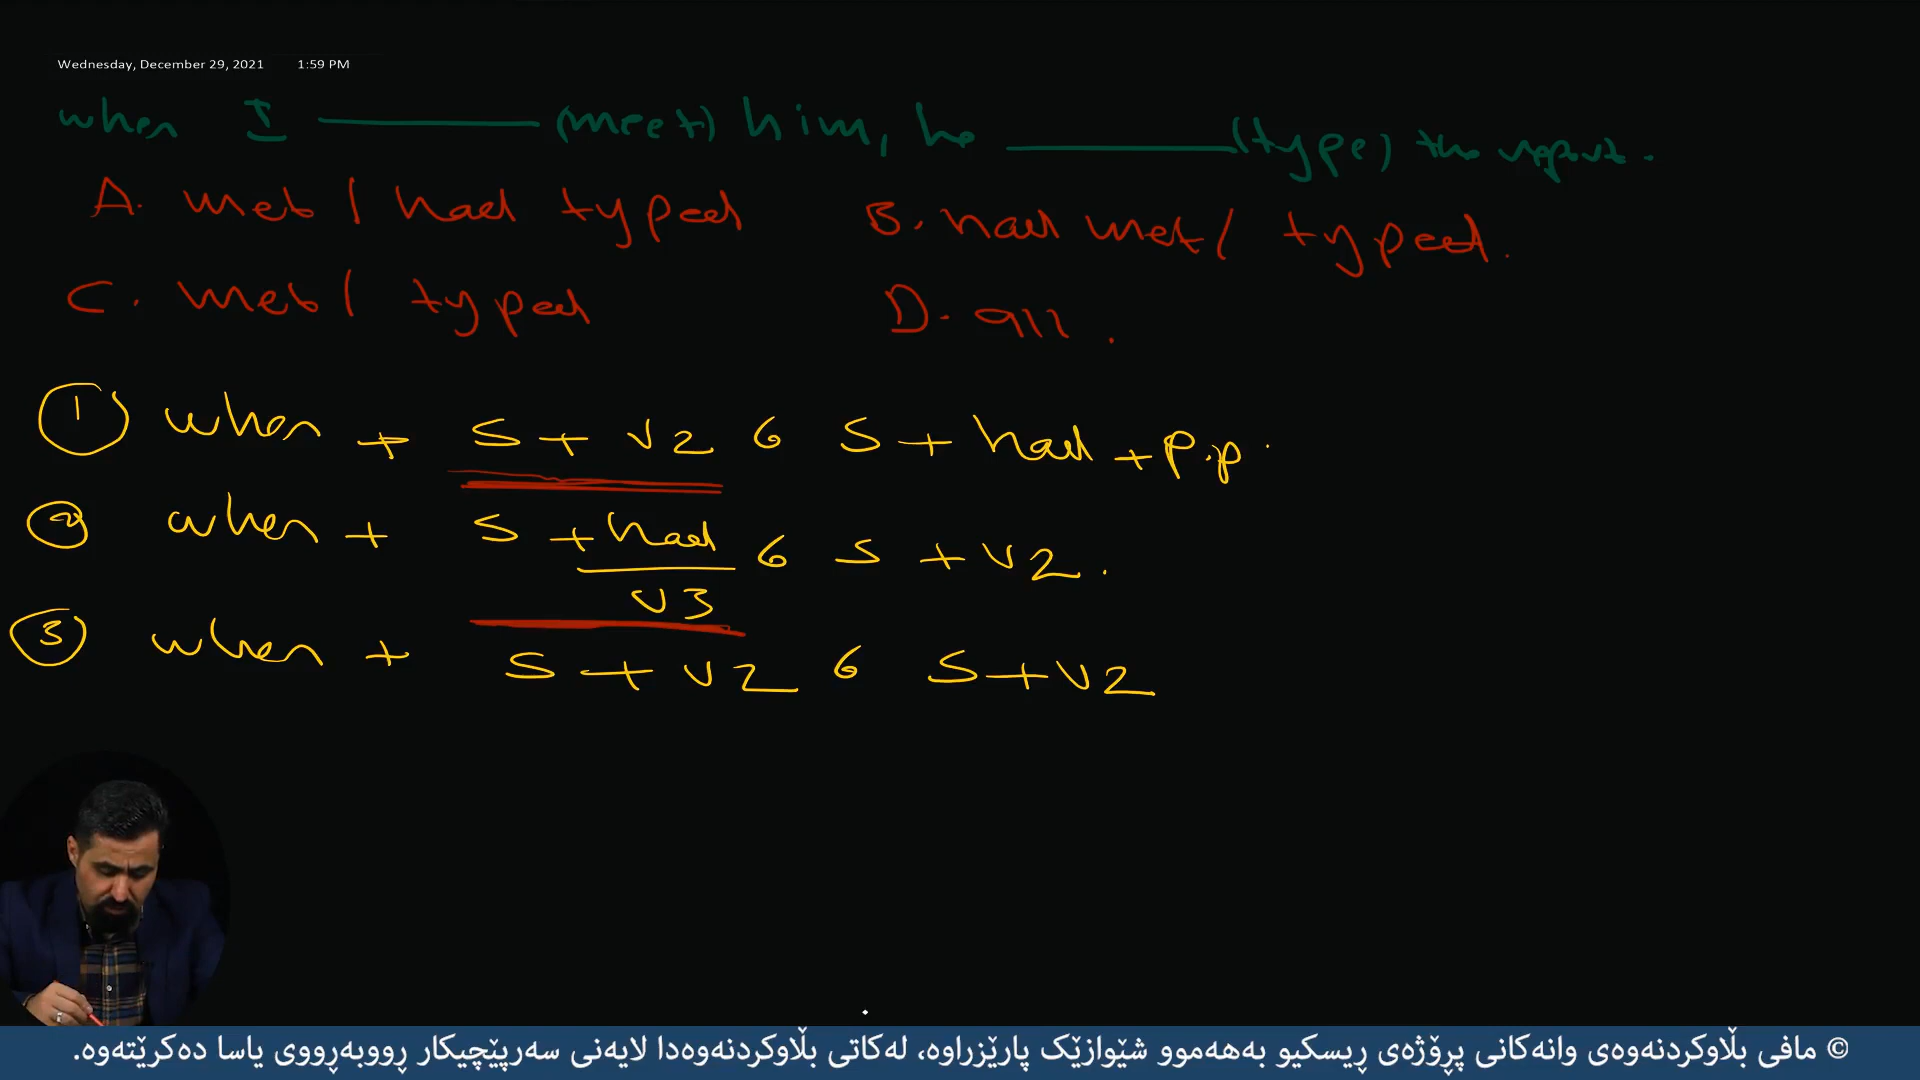 Wednesday, December 29, 2021 1:59 PM
when I ______ (meet) him, he ______ (type) the report.
A. met / had typed B. had met / typed.
C. met / typed D. all.
① when + S + V2 , S + had + P.P.
② when + S + had V3 , S + V2.
③ when + S + V2 , S + V2
© مافی بڵاوکردنەوەی وانەکانی پڕۆژەی ڕیسکیو بەهەموو شێوازێک پارێزراوە، لەکاتی بڵاوکردنەوەدا لایەنی سەرپێچیکار ڕووبەڕووی یاسا دەکرێتەوە.